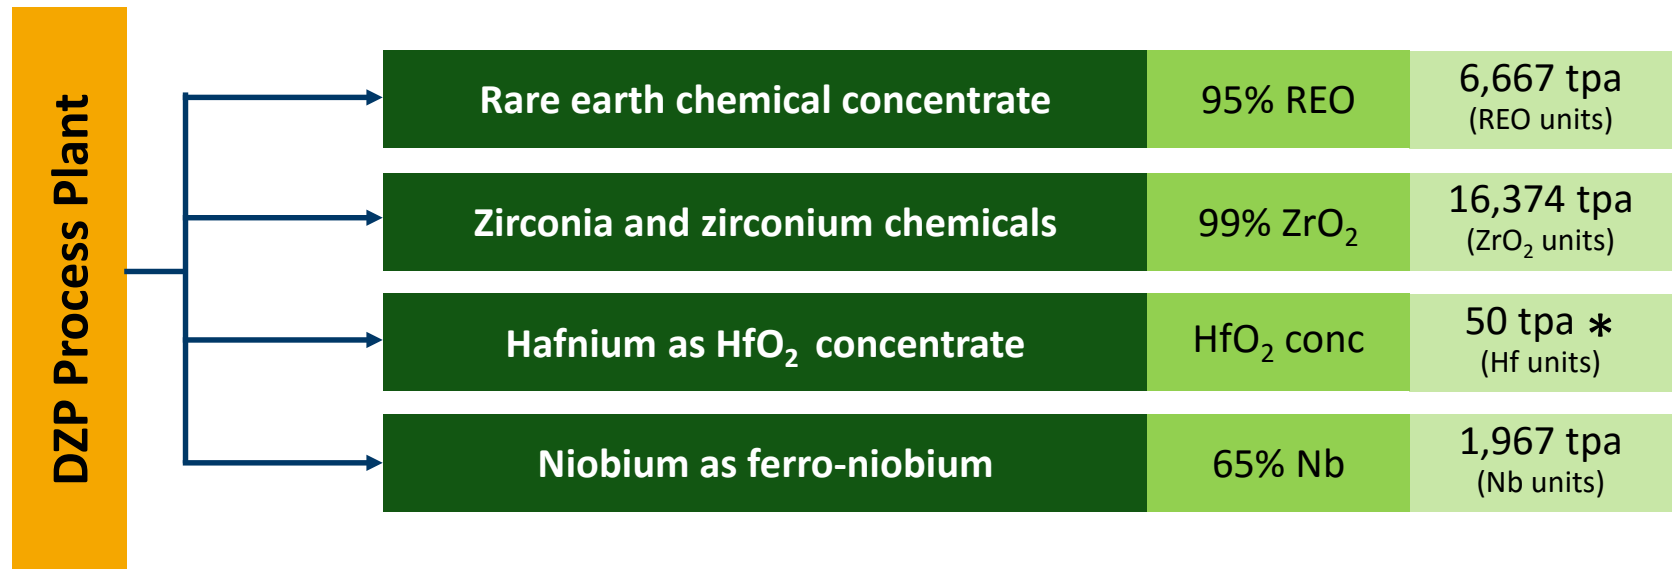 DZP Process Plant
Rare earth chemical concentrate
95% REO
6,667 tpa
(REO units)
Zirconia and zirconium chemicals
99% ZrO₂
16,374 tpa
(ZrO₂ units)
Hafnium as HfO₂ concentrate
HfO₂ conc
50 tpa *
(Hf units)
Niobium as ferro-niobium
65% Nb
1,967 tpa
(Nb units)